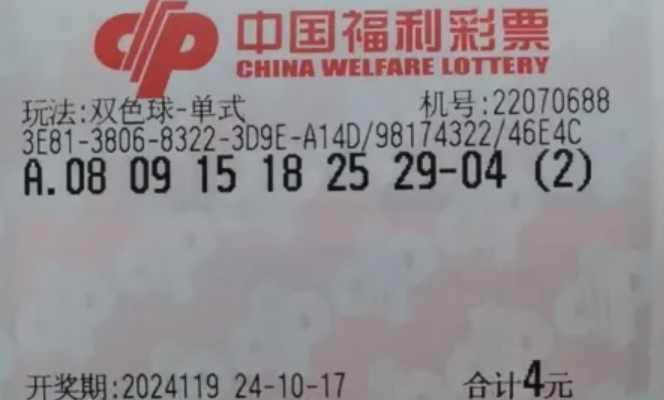 中国福利彩票
CHINA WELFARE LOTTERY
玩法:双色球-单式 机号:22070688
3E81-3806-8322-3D9E-A14D/98174322/46E4C
A.08 09 15 18 25 29-04 (2)
开奖期:2024119 24-10-17 合计4元